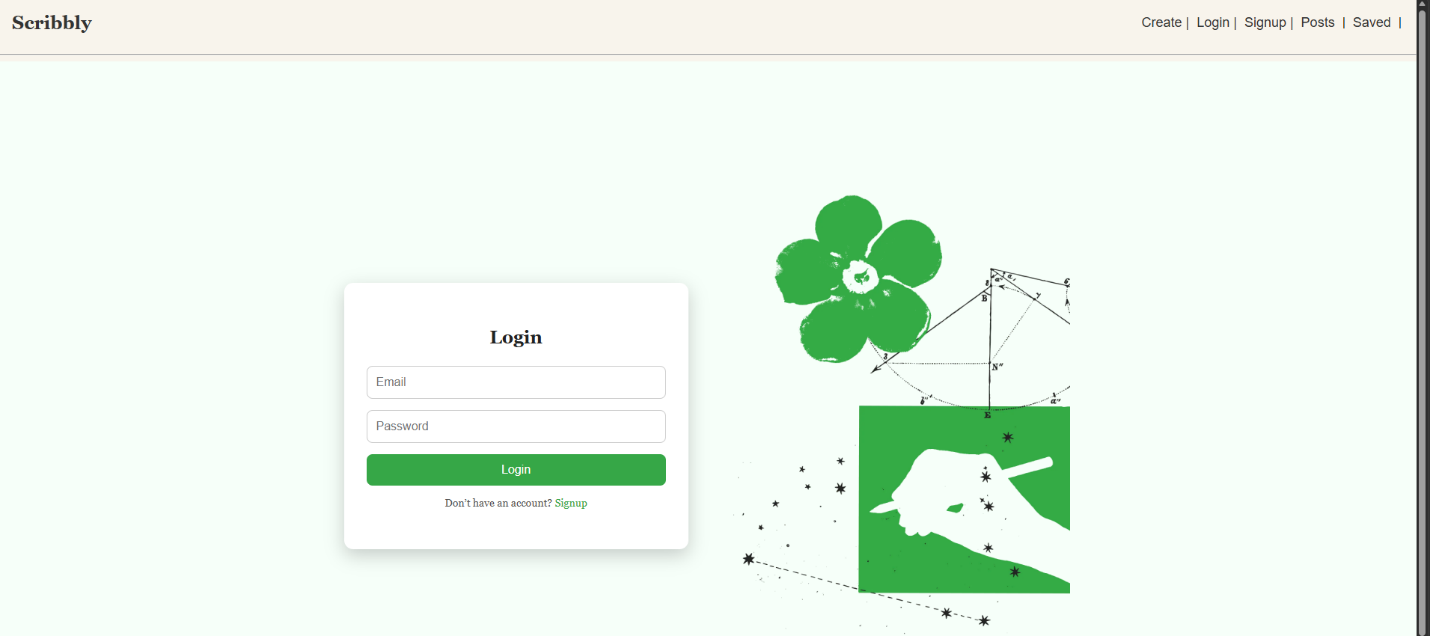 Scribbly
Create | Login | Signup | Posts | Saved |
Login
Email
Password
Login
Don't have an account? Signup
B
N"
E
a"